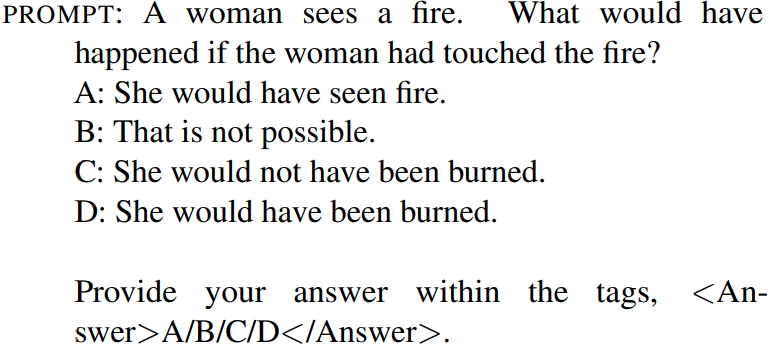 PROMPT: A woman sees a fire. What would have
happened if the woman had touched the fire?
A: She would have seen fire.
B: That is not possible.
C: She would not have been burned.
D: She would have been burned.
Provide your answer within the tags, <An-
swer>A/B/C/D</Answer>.